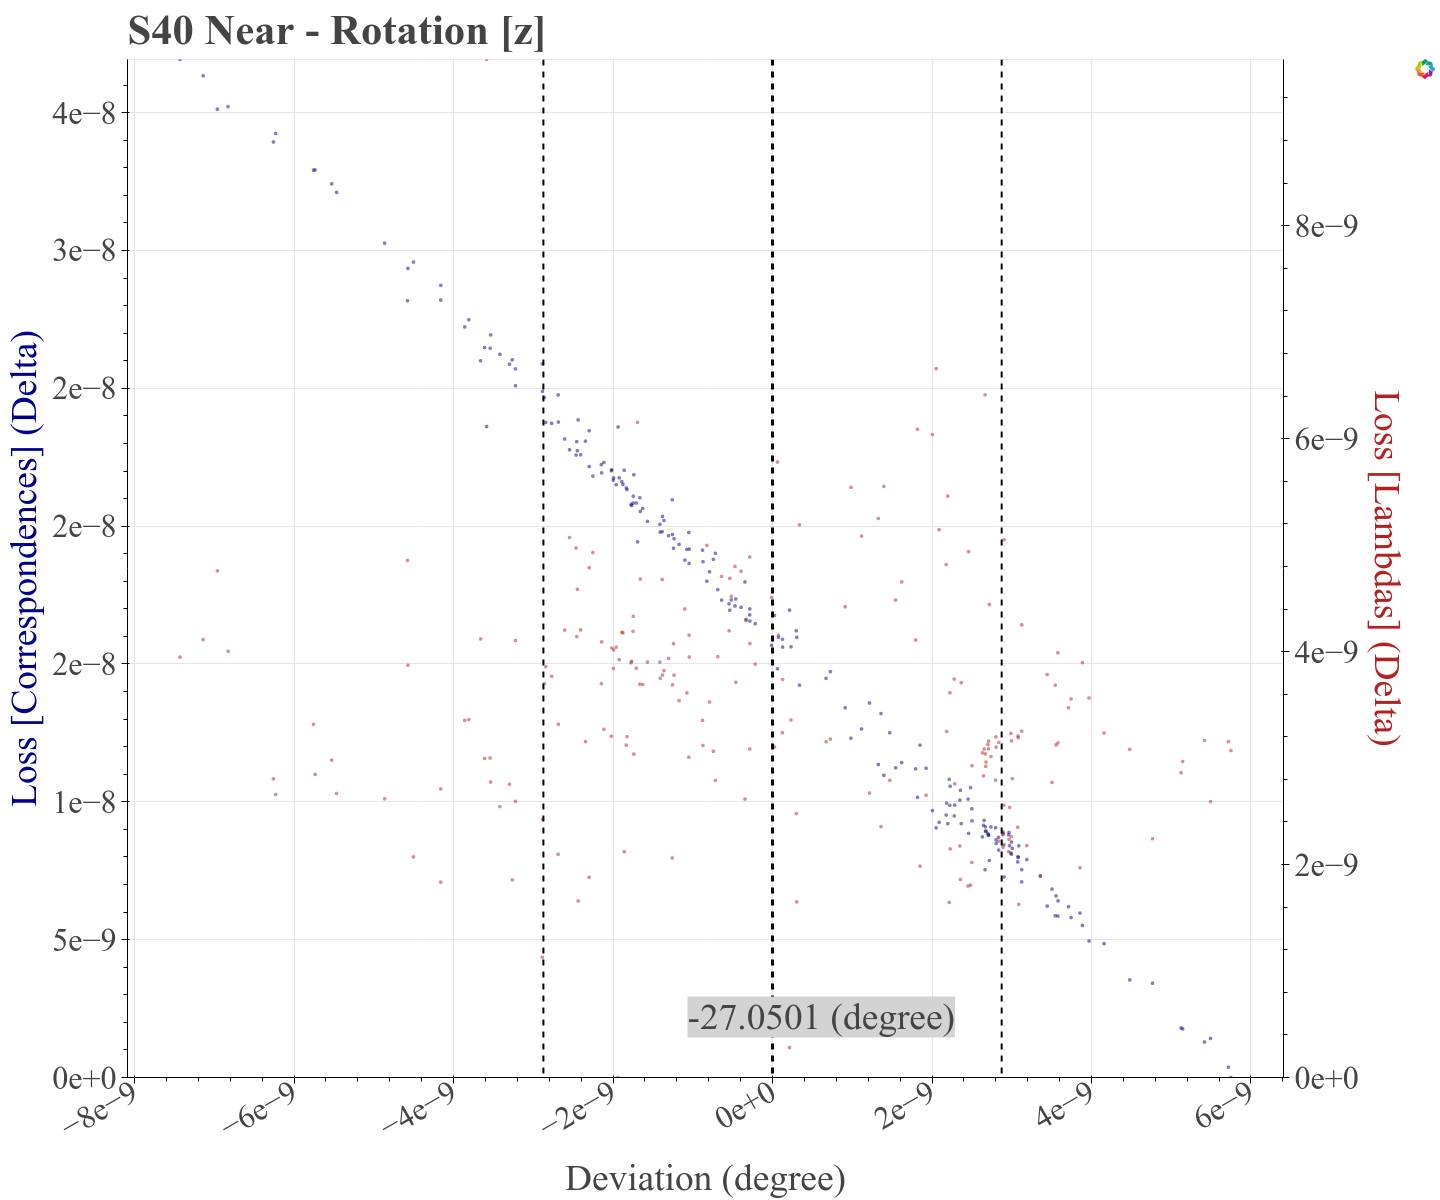 S40 Near - Rotation [z]
4e−8
3e−8
2e−8
2e−8
2e−8
1e−8
5e−9
0e+0
Loss [Correspondences] (Delta)
8e−9
6e−9
4e−9
2e−9
0e+0
Loss [Lambdas] (Delta)
-27.0501 (degree)
−8e−9 −6e−9 −4e−9 −2e−9 0e+0 2e−9 4e−9 6e−9
Deviation (degree)